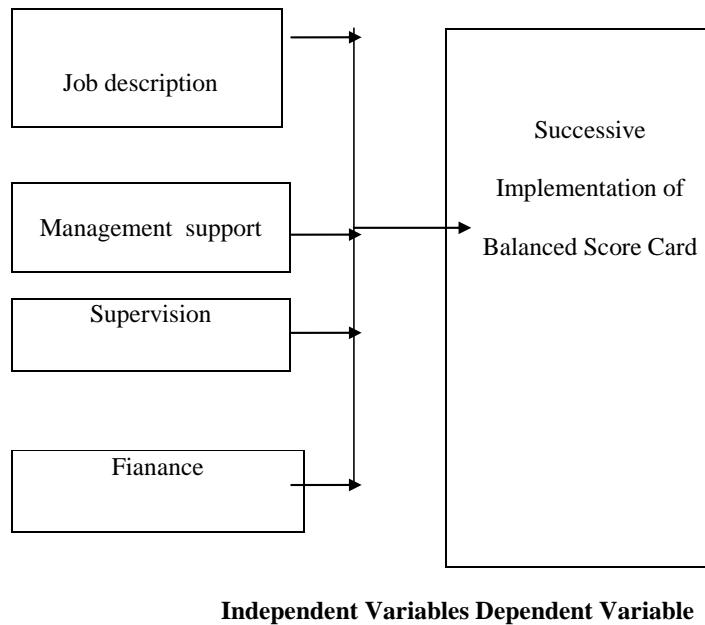 Job description
Management support
Supervision
Fianance
Successive
Implementation of
Balanced Score Card
Independent Variables Dependent Variable